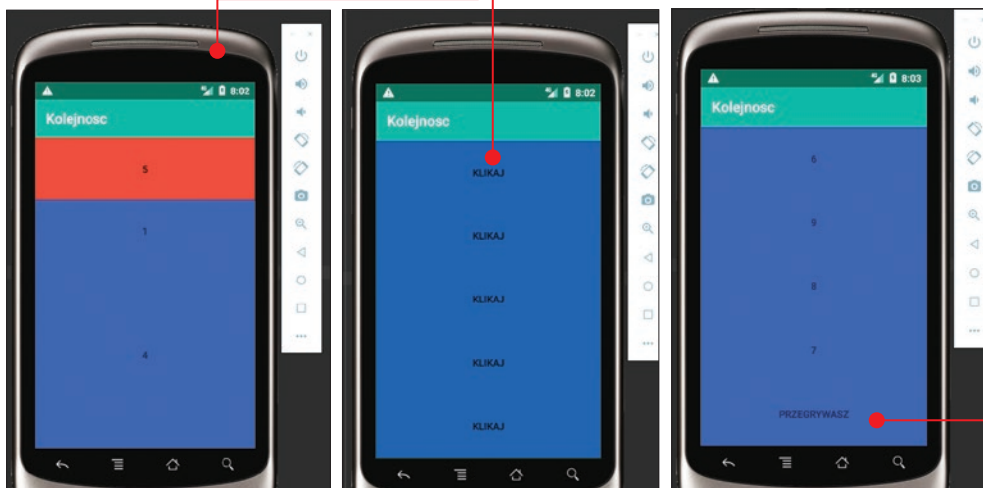 8:02
Kolejnosc
5
1
4
8:02
Kolejnosc
KLIKAJ
KLIKAJ
KLIKAJ
KLIKAJ
KLIKAJ
8:03
Kolejnosc
6
9
8
7
PRZEGRYWASZ